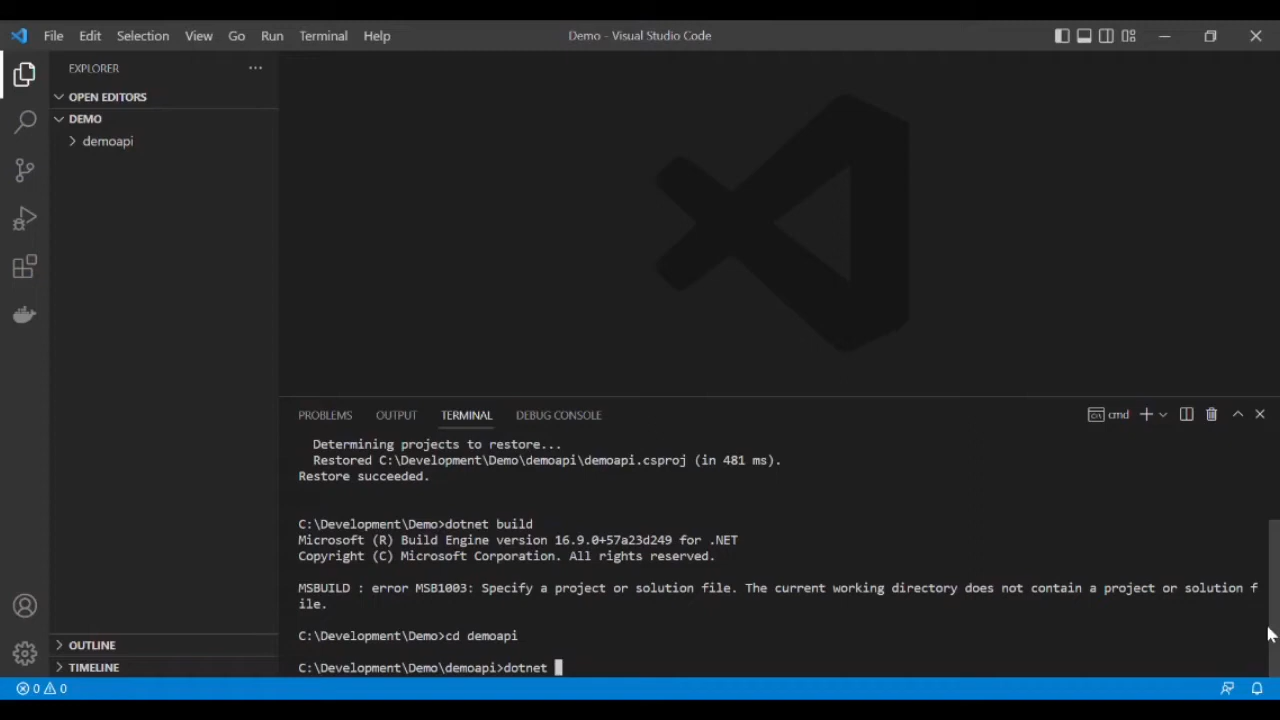 File Edit Selection View Go Run Terminal Help
Demo - Visual Studio Code
EXPLORER
OPEN EDITORS
DEMO
demoapi
PROBLEMS OUTPUT TERMINAL DEBUG CONSOLE
cmd
Determining projects to restore...
Restored C:\Development\Demo\demoapi\demoapi.csproj (in 481 ms).
Restore succeeded.
C:\Development\Demo>dotnet build
Microsoft (R) Build Engine version 16.9.0+57a23d249 for .NET
Copyright (C) Microsoft Corporation. All rights reserved.
MSBUILD : error MSB1003: Specify a project or solution file. The current working directory does not contain a project or solution f
ile.
C:\Development\Demo>cd demoapi
C:\Development\Demo\demoapi>dotnet
OUTLINE
TIMELINE
0 0